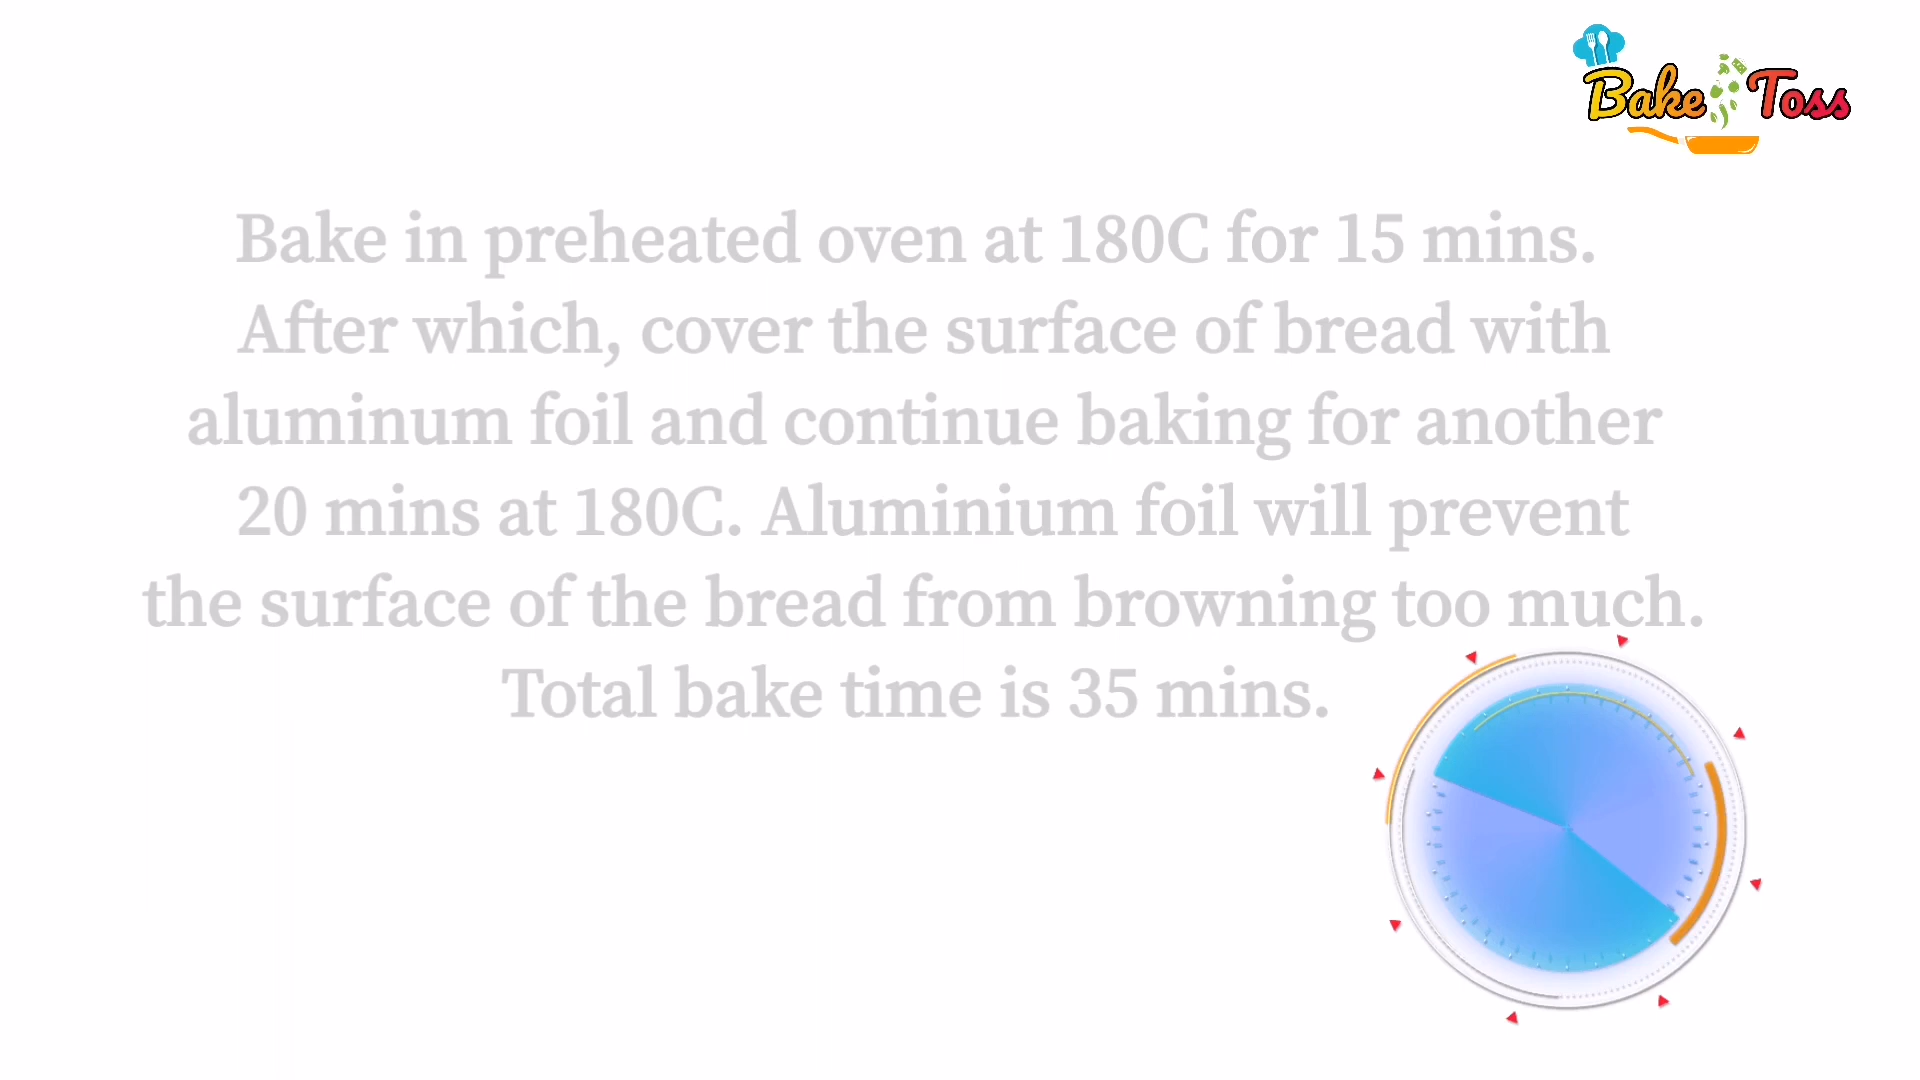 Bake Toss
Bake in preheated oven at 180C for 15 mins.
After which, cover the surface of bread with
aluminum foil and continue baking for another
20 mins at 180C. Aluminium foil will prevent
the surface of the bread from browning too much.
Total bake time is 35 mins.